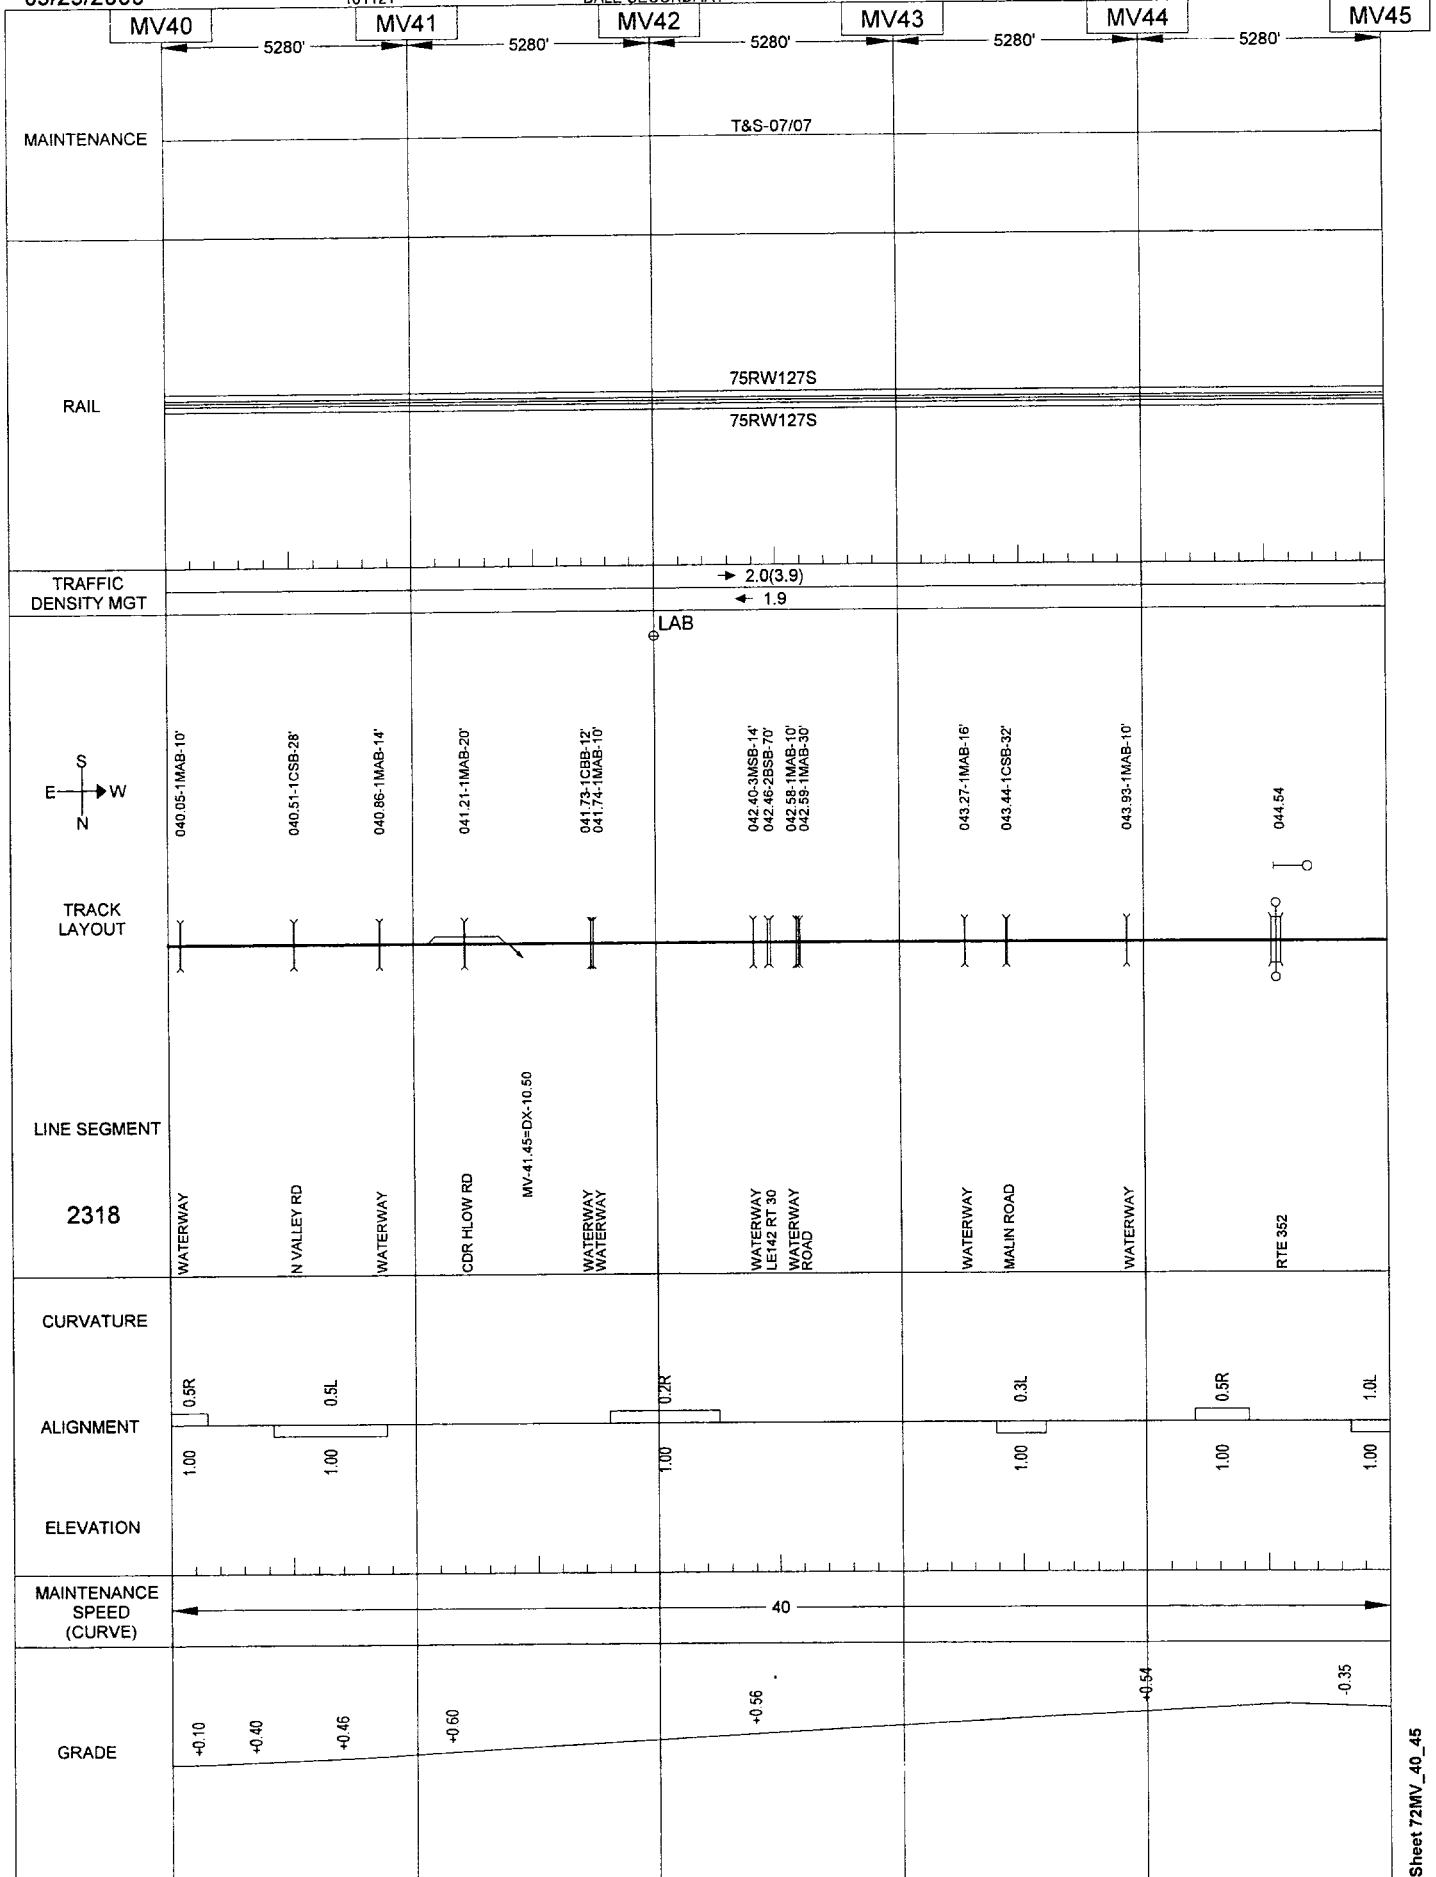 MV40 MV41 MV42 MV43 MV44 MV45
5280' 5280' 5280' 5280' 5280'
MAINTENANCE
T&S-07/07
RAIL
75RW127S
75RW127S
TRAFFIC
DENSITY MGT
2.0(3.9)
1.9
LAB
S
E W
N
040.05-1MAB-10'
040.51-1CSB-28'
040.86-1MAB-14'
041.21-1MAB-20'
041.73-1CBB-12'
041.74-1MAB-10'
042.40-3MSB-14'
042.46-2BSB-70'
042.58-1MAB-10'
042.59-1MAB-30'
043.27-1MAB-16'
043.44-1CSB-32'
043.93-1MAB-10'
044.54
TRACK
LAYOUT
LINE SEGMENT
2318
WATERWAY
N VALLEY RD
WATERWAY
CDR HLOW RD
MV-41.45=DX-10.50
WATERWAY
WATERWAY
WATERWAY
LE142 RT 30
WATERWAY
ROAD
WATERWAY
MALIN ROAD
WATERWAY
RTE 352
CURVATURE
0.5R 0.5L 0.2R 0.3L 0.5R 1.0L
ALIGNMENT
1.00 1.00 1.00 1.00 1.00 1.00
ELEVATION
MAINTENANCE
SPEED
(CURVE)
40
GRADE
+0.10 +0.40 +0.46 +0.60 +0.56 +0.54 -0.35
Sheet 72MV_40_45